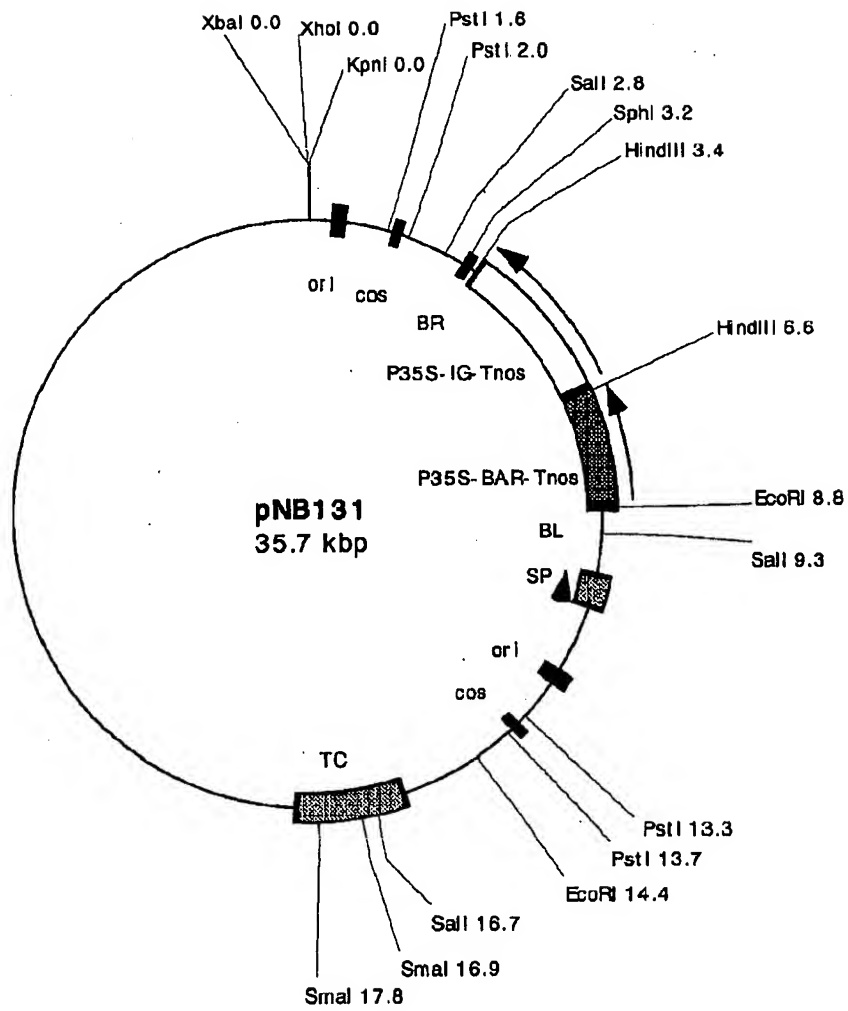 XbaI 0.0
XhoI 0.0
KpnI 0.0
PstI 1.6
PstI 2.0
SalI 2.8
SphI 3.2
HindIII 3.4
ori
cos
BR
P35S-IG-Tnos
HindIII 6.6
P35S-BAR-Tnos
EcoRI 8.8
pNB131
35.7 kbp
BL
SalI 9.3
SP
ori
cos
TC
PstI 13.3
PstI 13.7
EcoRI 14.4
SalI 16.7
SmaI 16.9
SmaI 17.8